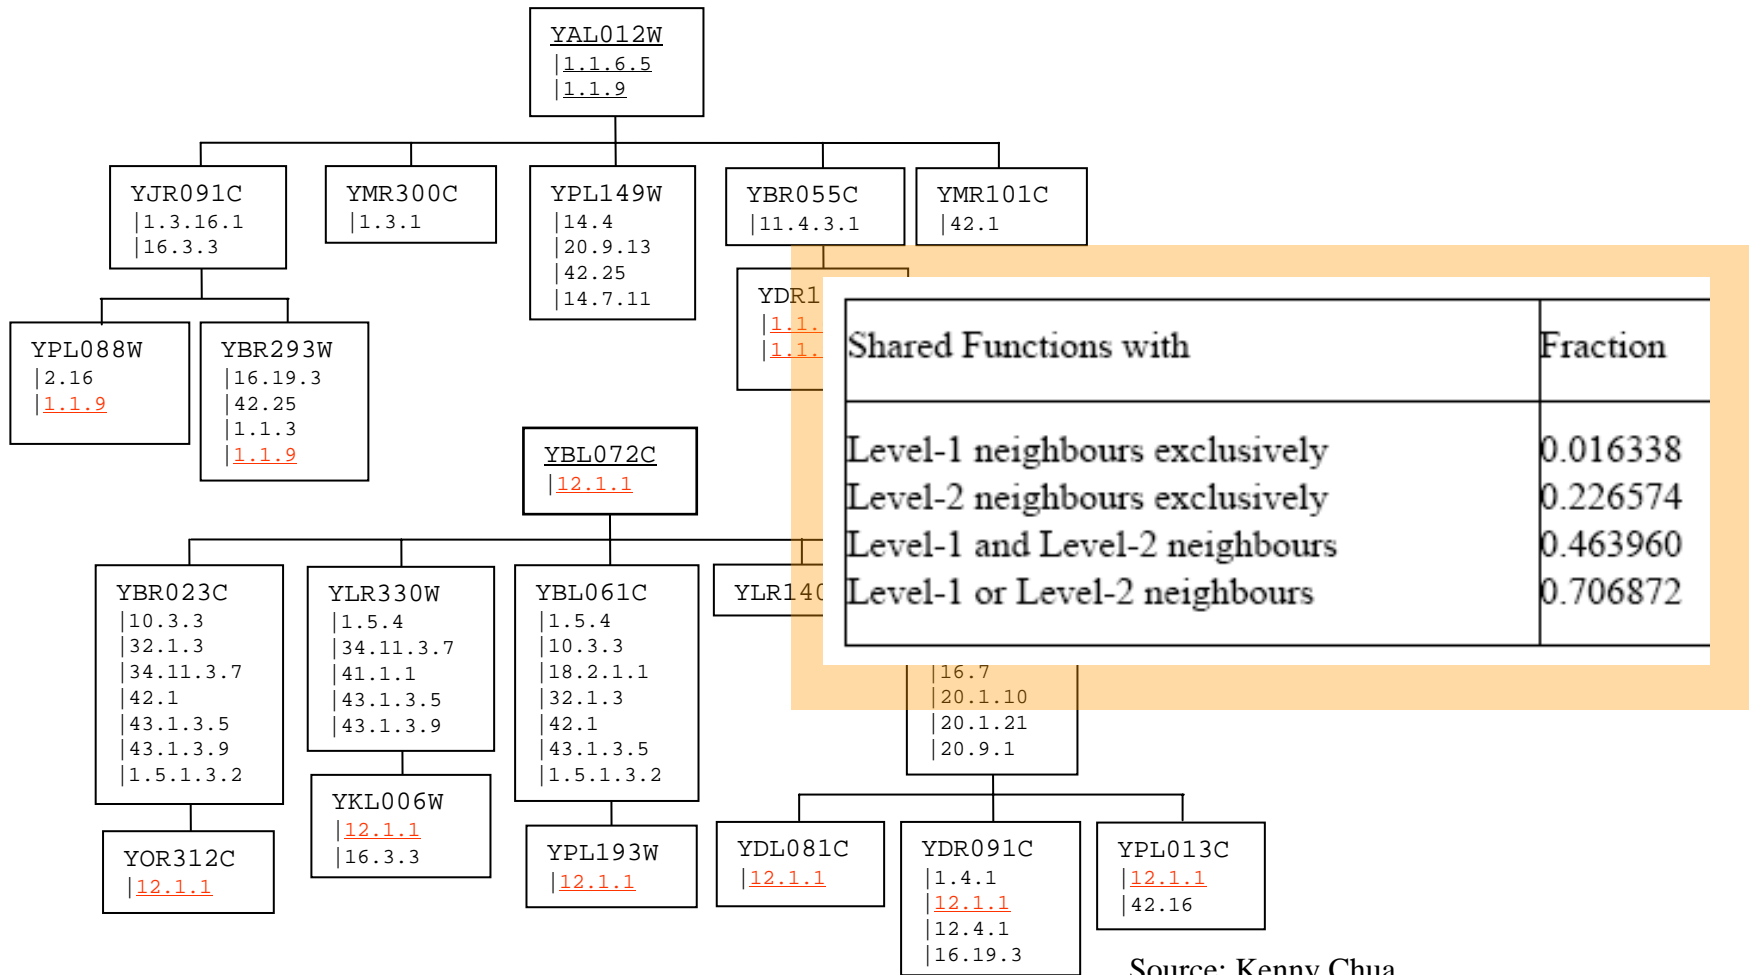 YAL012W
|1.1.6.5
|1.1.9
YJR091C
|1.3.16.1
|16.3.3
YMR300C
|1.3.1
YPL149W
|14.4
|20.9.13
|42.25
|14.7.11
YBR055C
|11.4.3.1
YMR101C
|42.1
YPL088W
|2.16
|1.1.9
YBR293W
|16.19.3
|42.25
|1.1.3
|1.1.9
YDR1
|1.1.
|1.1.
Shared Functions with Fraction
Level-1 neighbours exclusively 0.016338
Level-2 neighbours exclusively 0.226574
Level-1 and Level-2 neighbours 0.463960
Level-1 or Level-2 neighbours 0.706872
YBL072C
|12.1.1
YBR023C
|10.3.3
|32.1.3
|34.11.3.7
|42.1
|43.1.3.5
|43.1.3.9
|1.5.1.3.2
YLR330W
|1.5.4
|34.11.3.7
|41.1.1
|43.1.3.5
|43.1.3.9
YBL061C
|1.5.4
|10.3.3
|18.2.1.1
|32.1.3
|42.1
|43.1.3.5
|1.5.1.3.2
YLR140
|16.7
|20.1.10
|20.1.21
|20.9.1
YOR312C
|12.1.1
YKL006W
|12.1.1
|16.3.3
YPL193W
|12.1.1
YDL081C
|12.1.1
YDR091C
|1.4.1
|12.1.1
|12.4.1
|16.19.3
YPL013C
|12.1.1
|42.16
Source: Kenny Chua